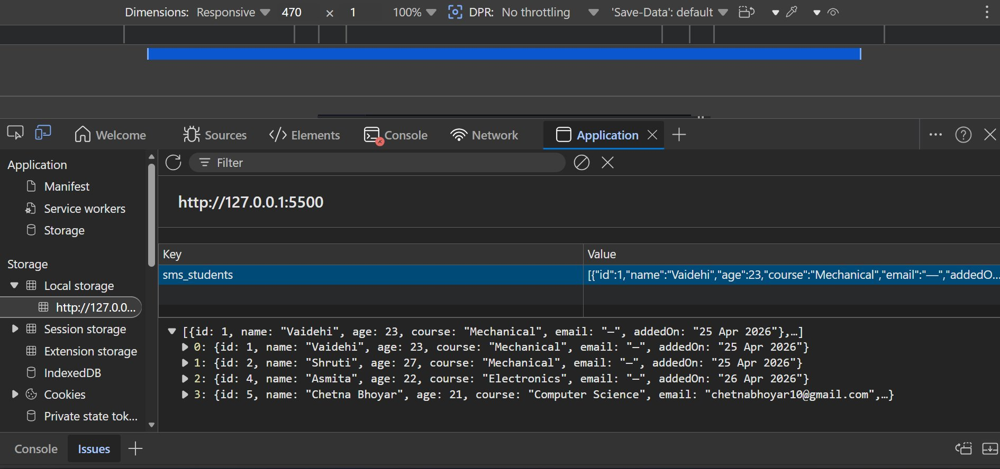 Dimensions: Responsive 470 × 1 100% DPR: No throttling 'Save-Data': default
Welcome Sources Elements Console Network Application
Application
Manifest
Service workers
Storage
Storage
Local storage
http://127.0.0...
Session storage
Extension storage
IndexedDB
Cookies
Private state tok...
Filter
http://127.0.0.1:5500
Key Value
sms_students [{"id":1,"name":"Vaidehi","age":23,"course":"Mechanical","email":"—","addedO...
[{id: 1, name: "Vaidehi", age: 23, course: "Mechanical", email: "—", addedOn: "25 Apr 2026"},…]
0: {id: 1, name: "Vaidehi", age: 23, course: "Mechanical", email: "—", addedOn: "25 Apr 2026"}
1: {id: 2, name: "Shruti", age: 27, course: "Mechanical", email: "—", addedOn: "25 Apr 2026"}
2: {id: 4, name: "Asmita", age: 22, course: "Electronics", email: "—", addedOn: "26 Apr 2026"}
3: {id: 5, name: "Chetna Bhoyar", age: 21, course: "Computer Science", email: "chetnabhoyar10@gmail.com",…}
Console Issues